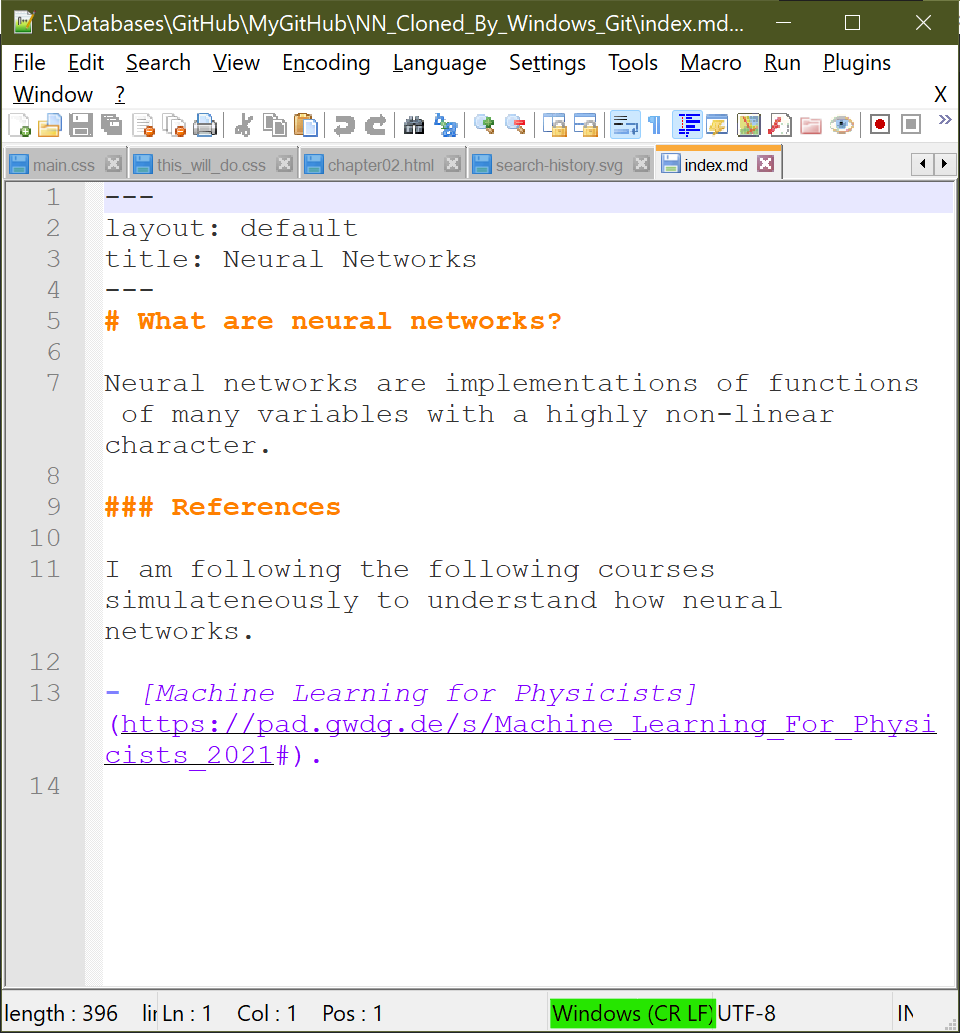 E:\Databases\GitHub\MyGitHub\NN_Cloned_By_Windows_Git\index.md...
File Edit Search View Encoding Language Settings Tools Macro Run Plugins
Window ? X
main.css this_will_do.css chapter02.html search-history.svg index.md
1 ---
2 layout: default
3 title: Neural Networks
4 ---
5 # What are neural networks?
6
7 Neural networks are implementations of functions
of many variables with a highly non-linear
character.
8
9 ### References
10
11 I am following the following courses
simulateneously to understand how neural
networks.
12
13 - [Machine Learning for Physicists]
(https://pad.gwdg.de/s/Machine_Learning_For_Physi
cists_2021#).
14
length : 396 lir Ln : 1 Col : 1 Pos : 1 Windows (CR LF) UTF-8 IN